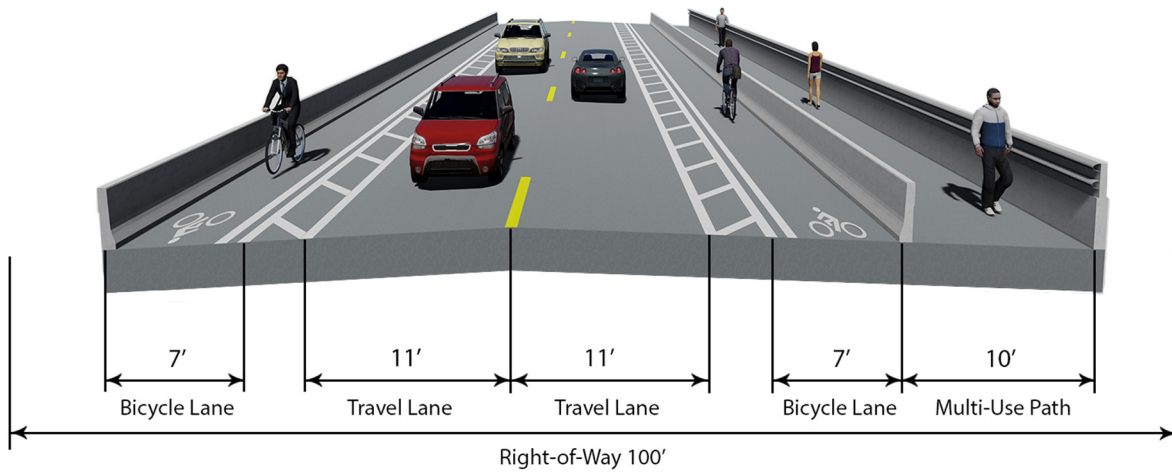 7′ 11′ 11′ 7′ 10′
Bicycle Lane Travel Lane Travel Lane Bicycle Lane Multi-Use Path
Right-of-Way 100′